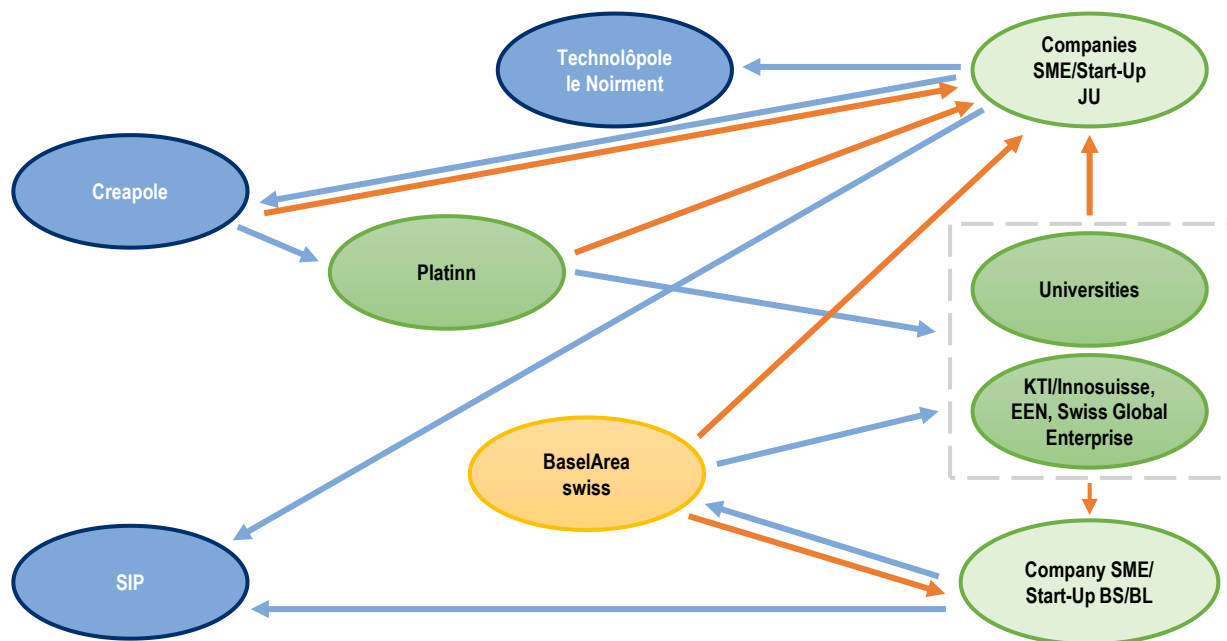 Technolôpole
le Noirment
Companies
SME/Start-Up
JU
Creapole
Platinn
Universities
KTI/Innosuisse,
EEN, Swiss Global
Enterprise
BaselArea
swiss
SIP
Company SME/
Start-Up BS/BL